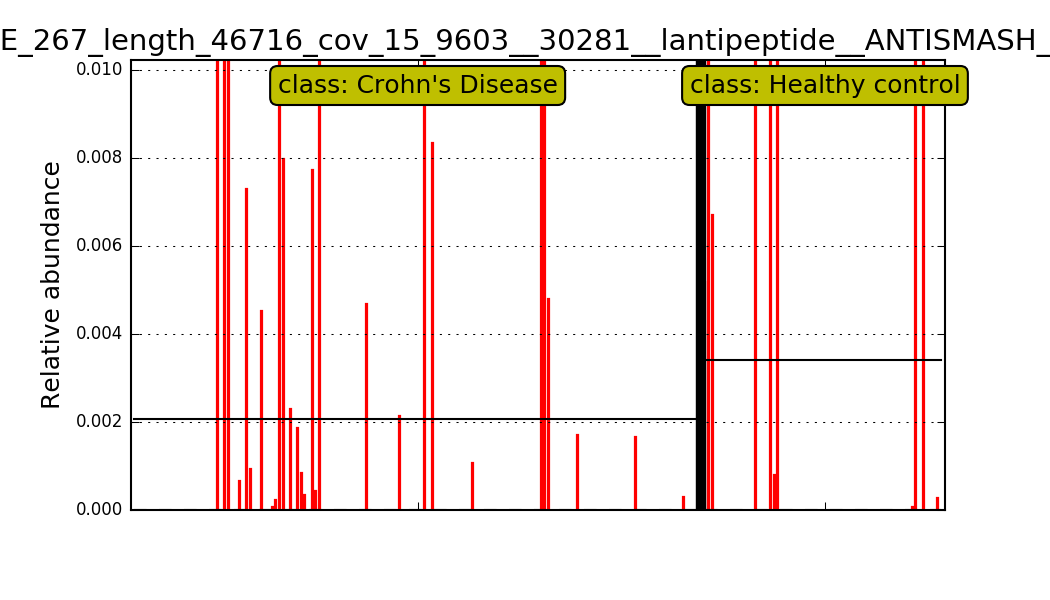 E_267_length_46716_cov_15_9603__30281__lantipeptide__ANTISMASH_
class: Crohn's Disease class: Healthy control
Relative abundance
0.010
0.008
0.006
0.004
0.002
0.000